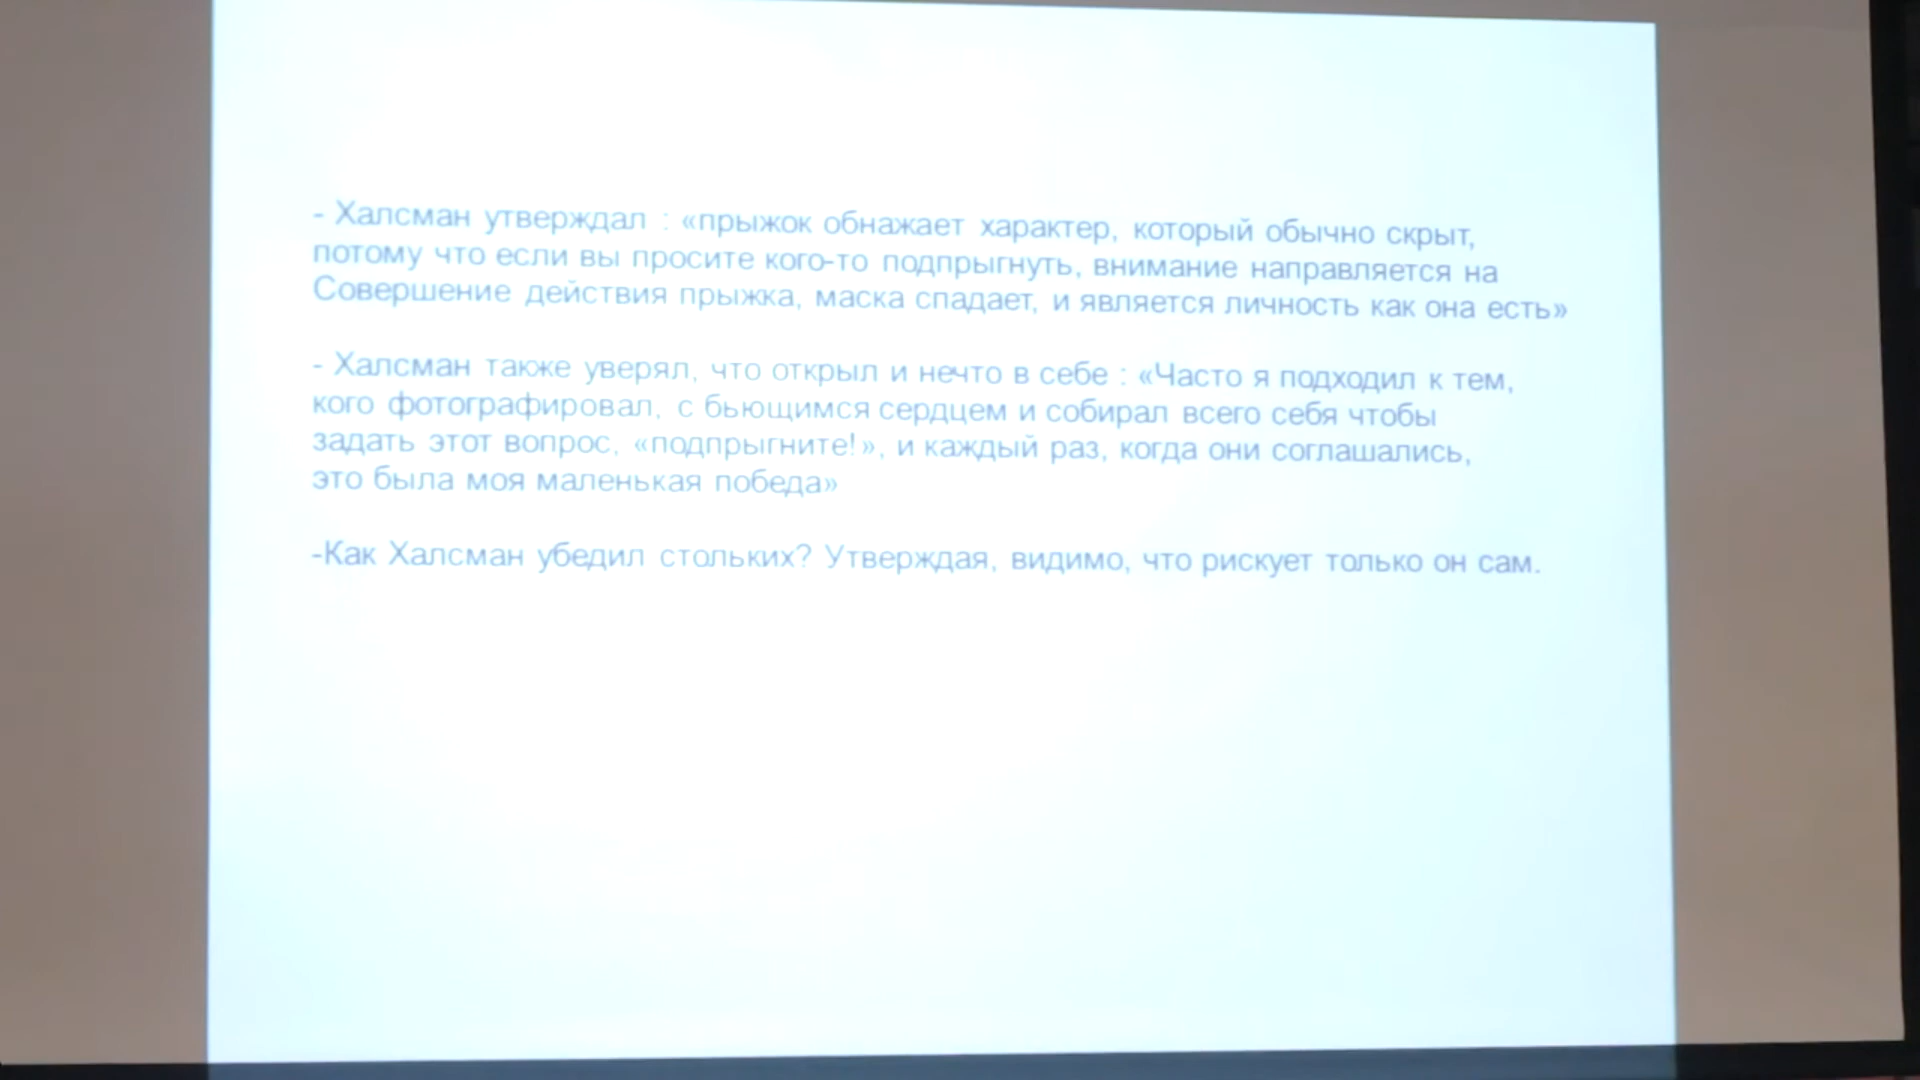 - Халсман утверждал : «прыжок обнажает характер, который обычно скрыт,
потому что если вы просите кого-то подпрыгнуть, внимание направляется на
Совершение действия прыжка, маска спадает, и является личность как она есть»
- Халсман также уверял, что открыл и нечто в себе : «Часто я подходил к тем,
кого фотографировал, с бьющимся сердцем и собирал всего себя чтобы
задать этот вопрос, «подпрыгните!», и каждый раз, когда они соглашались,
это была моя маленькая победа»
-Как Халсман убедил стольких? Утверждая, видимо, что рискует только он сам.